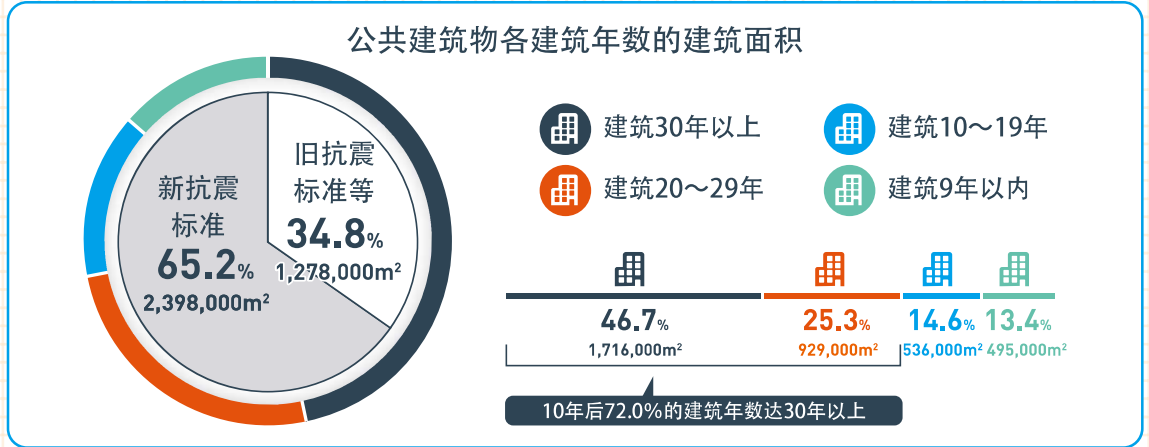 公共建筑物各建筑年数的建筑面积
旧抗震
标准等
34.8%
1,278,000m²
新抗震
标准
65.2%
2,398,000m²
建筑30年以上
建筑10～19年
建筑20～29年
建筑9年以内
46.7%
1,716,000m²
25.3%
929,000m²
14.6%
536,000m²
13.4%
495,000m²
10年后72.0%的建筑年数达30年以上